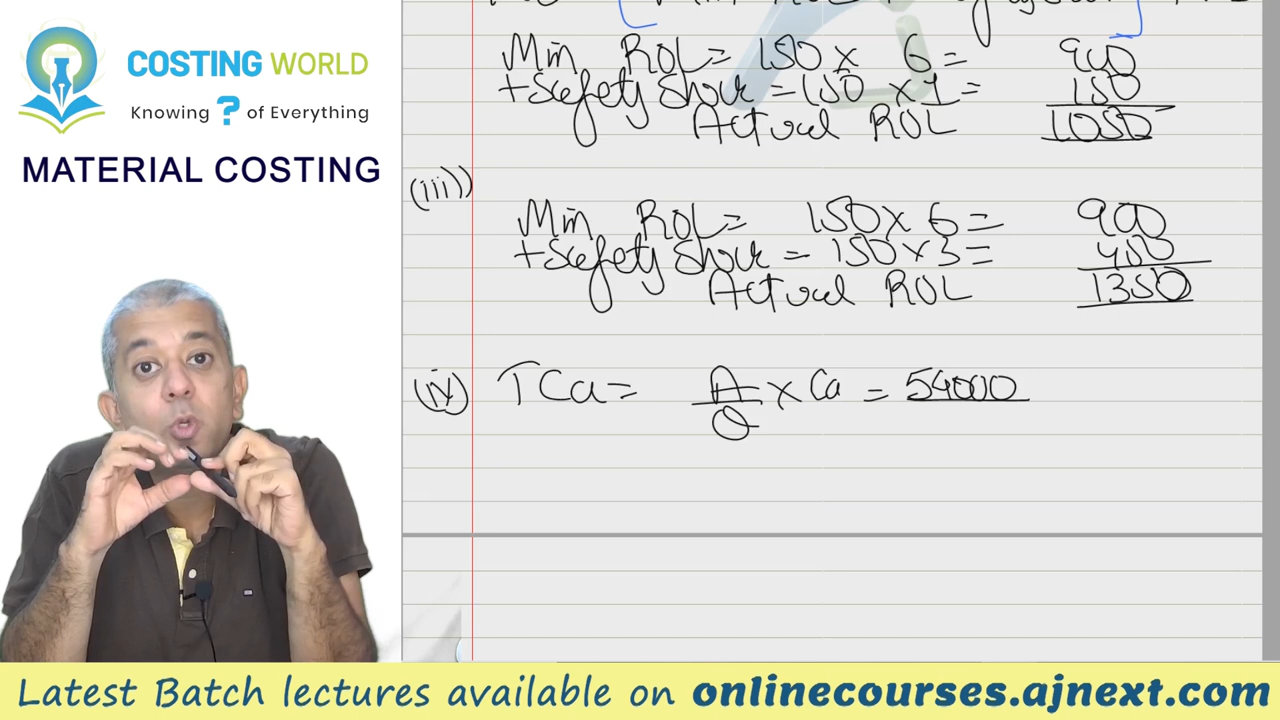 COSTING WORLD
Knowing ? of Everything
MATERIAL COSTING
Min ROL = 150 x 6 = 900
+Safety Stock = 150 x 1 = 150
Actual ROL 1050
(iii))
Min ROL = 150 x 6 = 900
+Safety Stock = 150 x 3 = 450
Actual ROL 1350
(iv) TCa = A/Q x Ca = 54000
Latest Batch lectures available on onlinecourses.ajnext.com